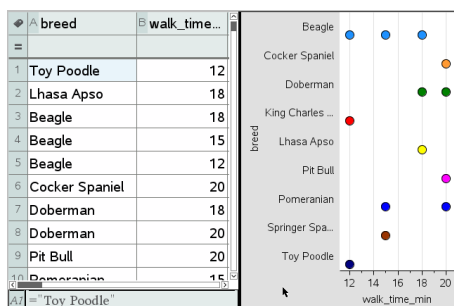 A breed B walk_time...
=
1 Toy Poodle 12
2 Lhasa Apso 18
3 Beagle 18
4 Beagle 15
5 Beagle 12
6 Cocker Spaniel 20
7 Doberman 18
8 Doberman 20
9 Pit Bull 20
10 Pomeranian 15
A1 ="Toy Poodle"
breed
Beagle
Cocker Spaniel
Doberman
King Charles ...
Lhasa Apso
Pit Bull
Pomeranian
Springer Spa...
Toy Poodle
12 14 16 18 20
walk_time_min